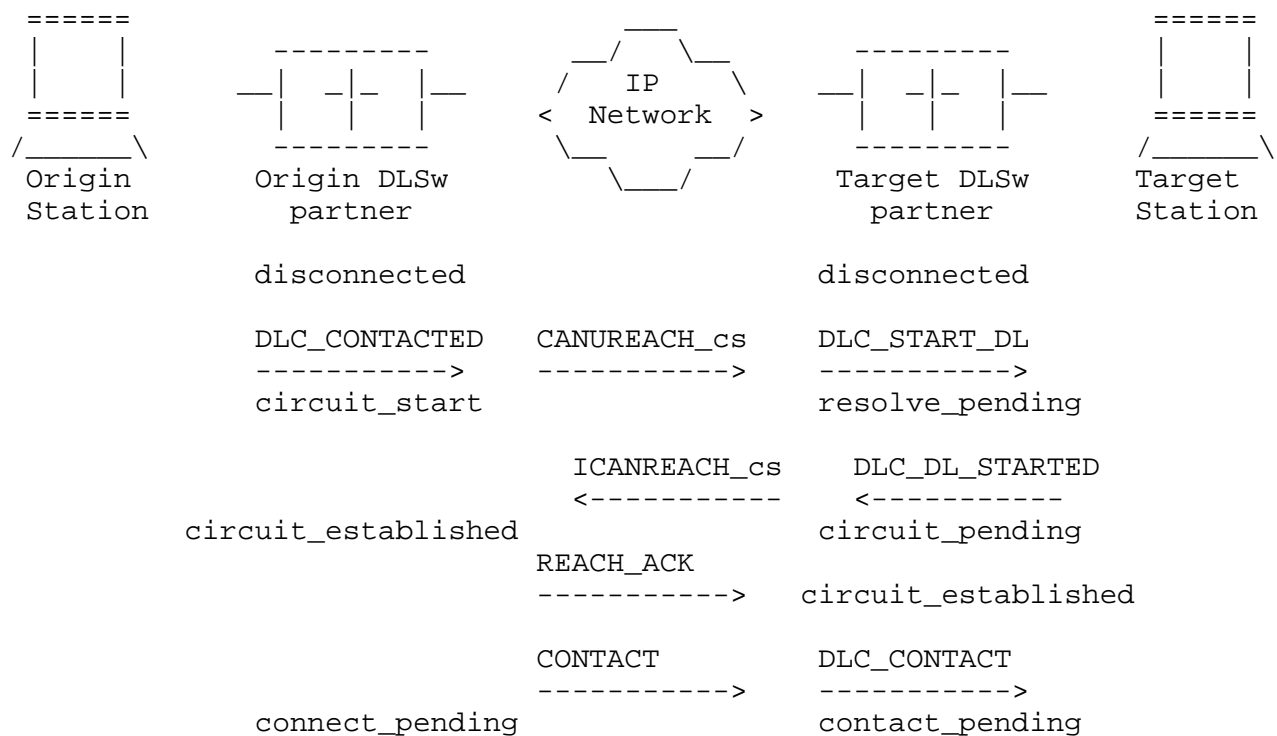 IP
Network
Origin Origin DLSw Target DLSw Target
Station partner partner Station
disconnected disconnected
DLC_CONTACTED CANUREACH_cs DLC_START_DL
-----------> -----------> ----------->
circuit_start resolve_pending
ICANREACH_cs DLC_DL_STARTED
<----------- <-----------
circuit_established circuit_pending
REACH_ACK
-----------> circuit_established
CONTACT DLC_CONTACT
-----------> ----------->
connect_pending contact_pending